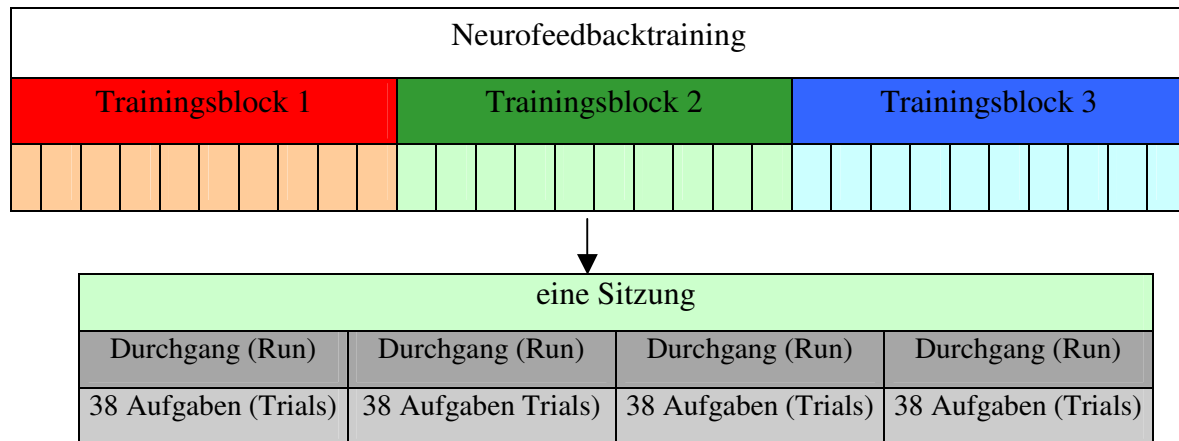 Neurofeedbacktraining
Trainingsblock 1 Trainingsblock 2 Trainingsblock 3
eine Sitzung
Durchgang (Run) Durchgang (Run) Durchgang (Run) Durchgang (Run)
38 Aufgaben (Trials) 38 Aufgaben Trials) 38 Aufgaben (Trials) 38 Aufgaben (Trials)